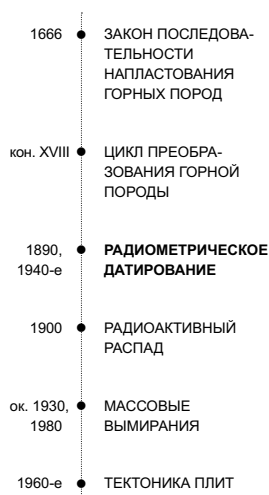 1666 ЗАКОН ПОСЛЕДОВА-
ТЕЛЬНОСТИ
НАПЛАСТОВАНИЯ
ГОРНЫХ ПОРОД
кон. XVIII ЦИКЛ ПРЕОБРА-
ЗОВАНИЯ ГОРНОЙ
ПОРОДЫ
1890, РАДИОМЕТРИЧЕСКОЕ
1940-е ДАТИРОВАНИЕ
1900 РАДИОАКТИВНЫЙ
РАСПАД
ок. 1930, МАССОВЫЕ
1980 ВЫМИРАНИЯ
1960-е ТЕКТОНИКА ПЛИТ